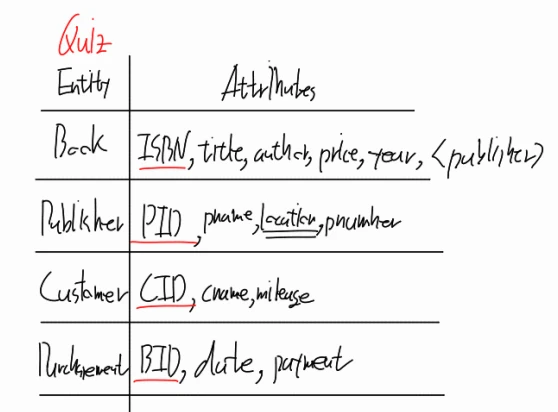 Quiz
Entity Attributes
Book ISBN, title, author, price, year, <publisher>
Publisher PID, pname, location, pnumber
Customer CID, cname, mileage
BID, date, payment